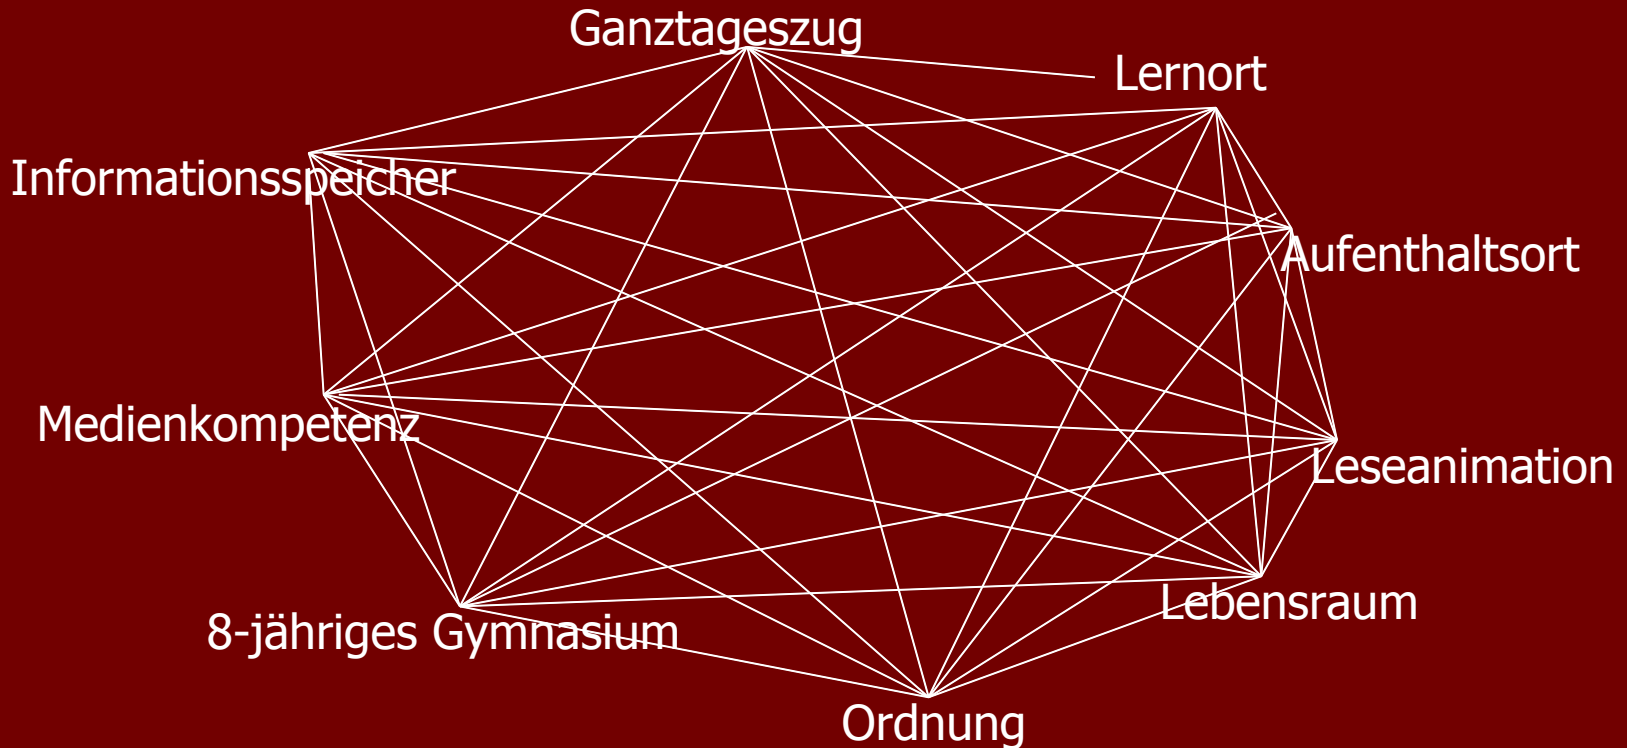 Ganztageszug
Lernort
Informationsspeicher
Aufenthaltsort
Medienkompetenz
Leseanimation
Lebensraum
8-jähriges Gymnasium
Ordnung